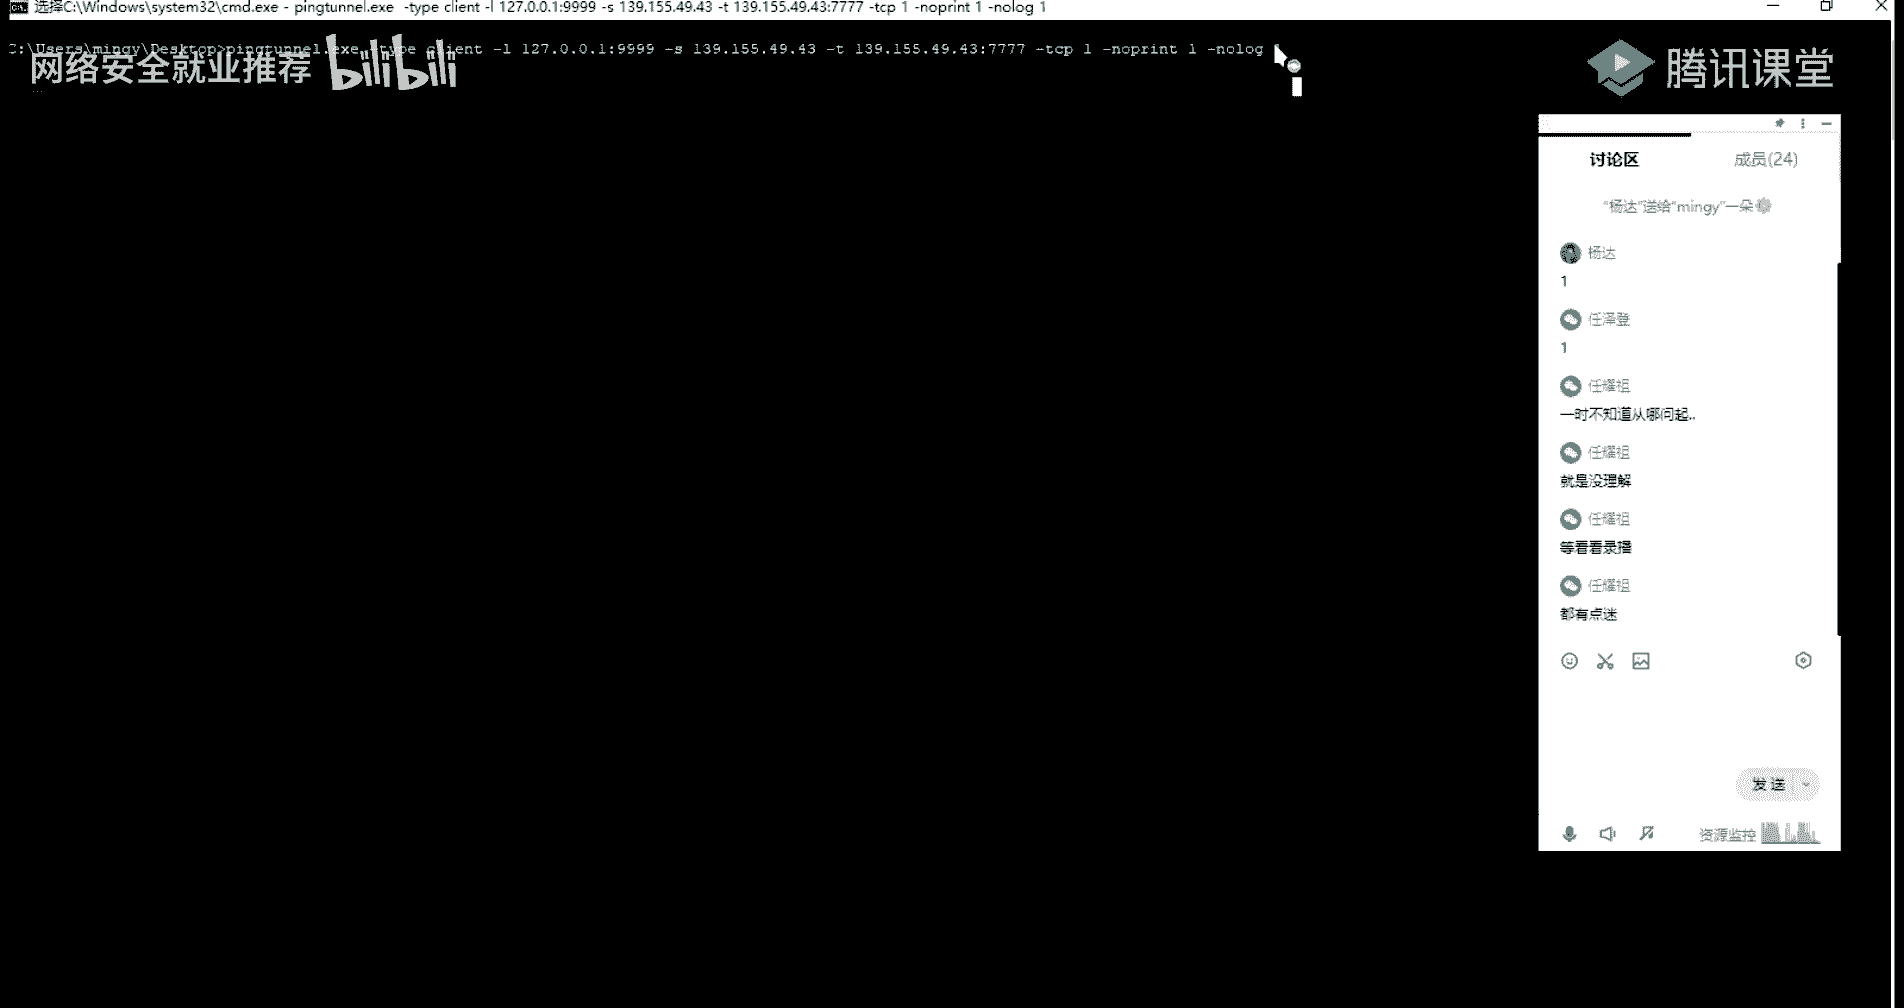 选择C:\Windows\system32\cmd.exe - pingtunnel.exe -type client -l 127.0.0.1:9999 -s 139.155.49.43 -t 139.155.49.43:7777 -tcp 1 -noprint 1 -nolog 1
C:\Users\mingy\Desktop>pingtunnel.exe -type client -l 127.0.0.1:9999 -s 139.155.49.43 -t 139.155.49.43:7777 -tcp 1 -noprint 1 -nolog
网络安全就业推荐 bilibili
腾讯课堂
讨论区 成员(24)
"杨达"送给"mingy"一朵
杨达
1
任泽登
1
任耀祖
一时不知道从哪问起..
任耀祖
就是没理解
任耀祖
等看看录播
任耀祖
都有点迷
发送
资源监控